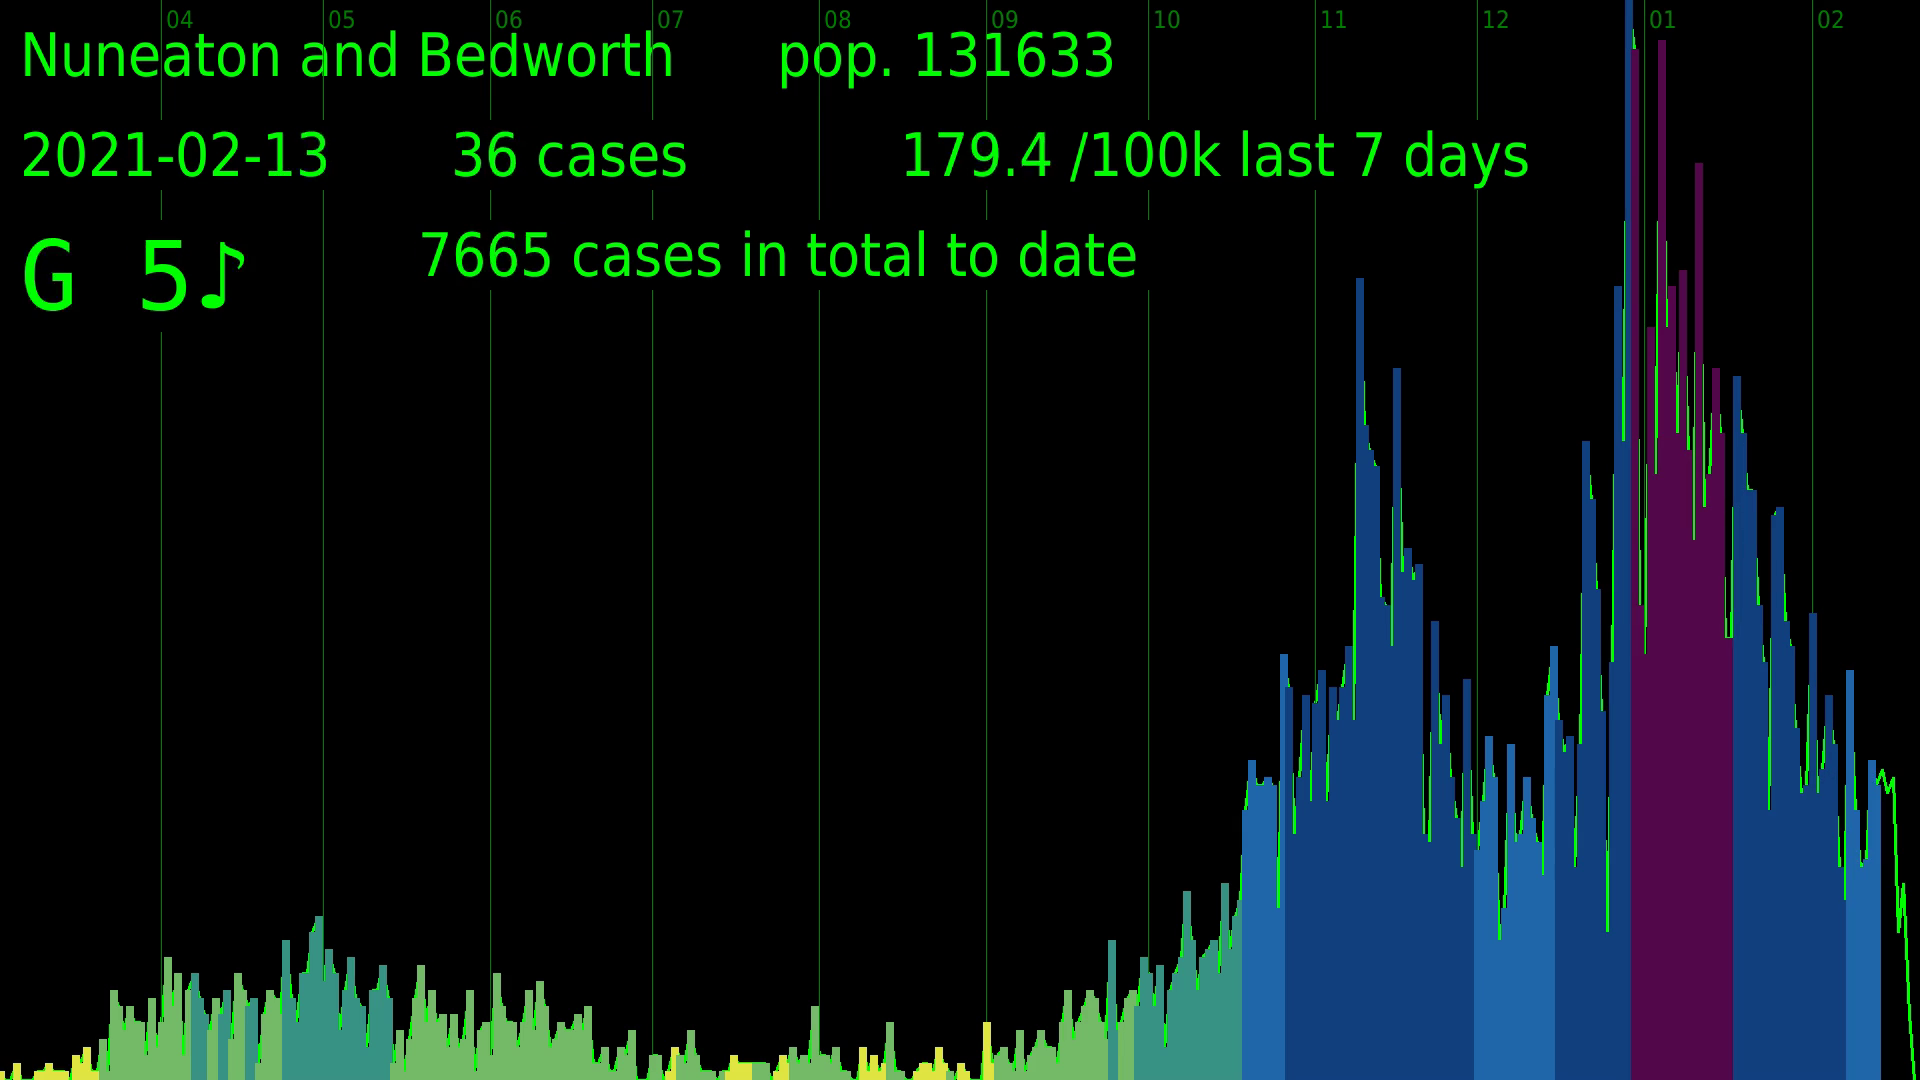 04 05 06 07 08 09 10 11 12 01 02
Nuneaton and Bedworth pop. 131633
2021-02-13 36 cases 179.4 /100k last 7 days
G 5♪ 7665 cases in total to date